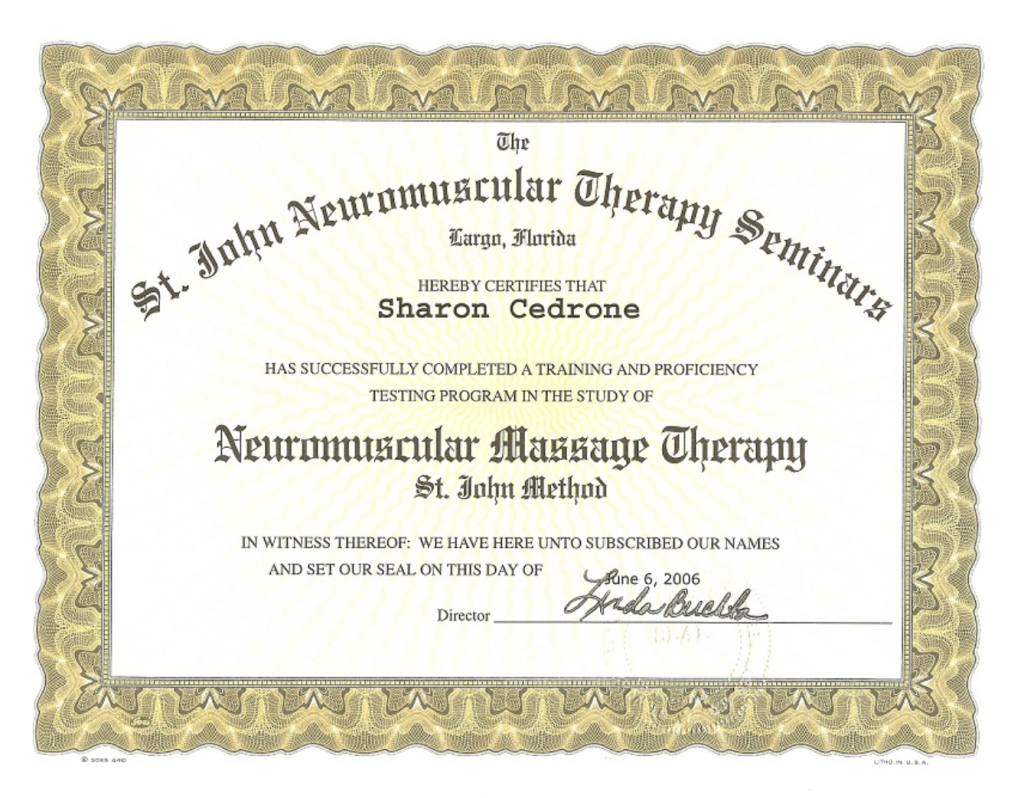 The
St. John Neuromuscular Therapy Seminars
Largo, Florida
HEREBY CERTIFIES THAT
Sharon Cedrone
HAS SUCCESSFULLY COMPLETED A TRAINING AND PROFICIENCY
TESTING PROGRAM IN THE STUDY OF
Neuromuscular Massage Therapy
St. John Method
IN WITNESS THEREOF: WE HAVE HERE UNTO SUBSCRIBED OUR NAMES
AND SET OUR SEAL ON THIS DAY OF June 6, 2006
Director Linda
© GOES
LITHO. IN U.S.A.